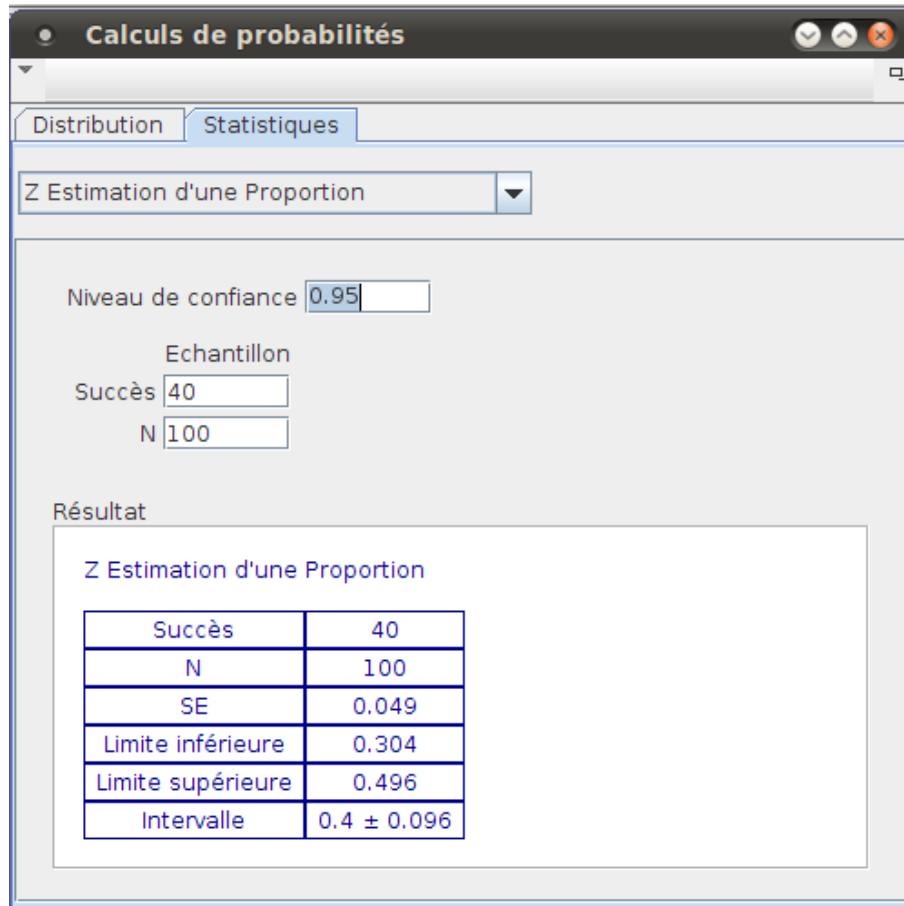 Calculs de probabilités
Distribution Statistiques
Z Estimation d'une Proportion
Niveau de confiance 0.95
Echantillon
Succès 40
N 100
Résultat
Z Estimation d'une Proportion
Succès 40
N 100
SE 0.049
Limite inférieure 0.304
Limite supérieure 0.496
Intervalle 0.4 ± 0.096